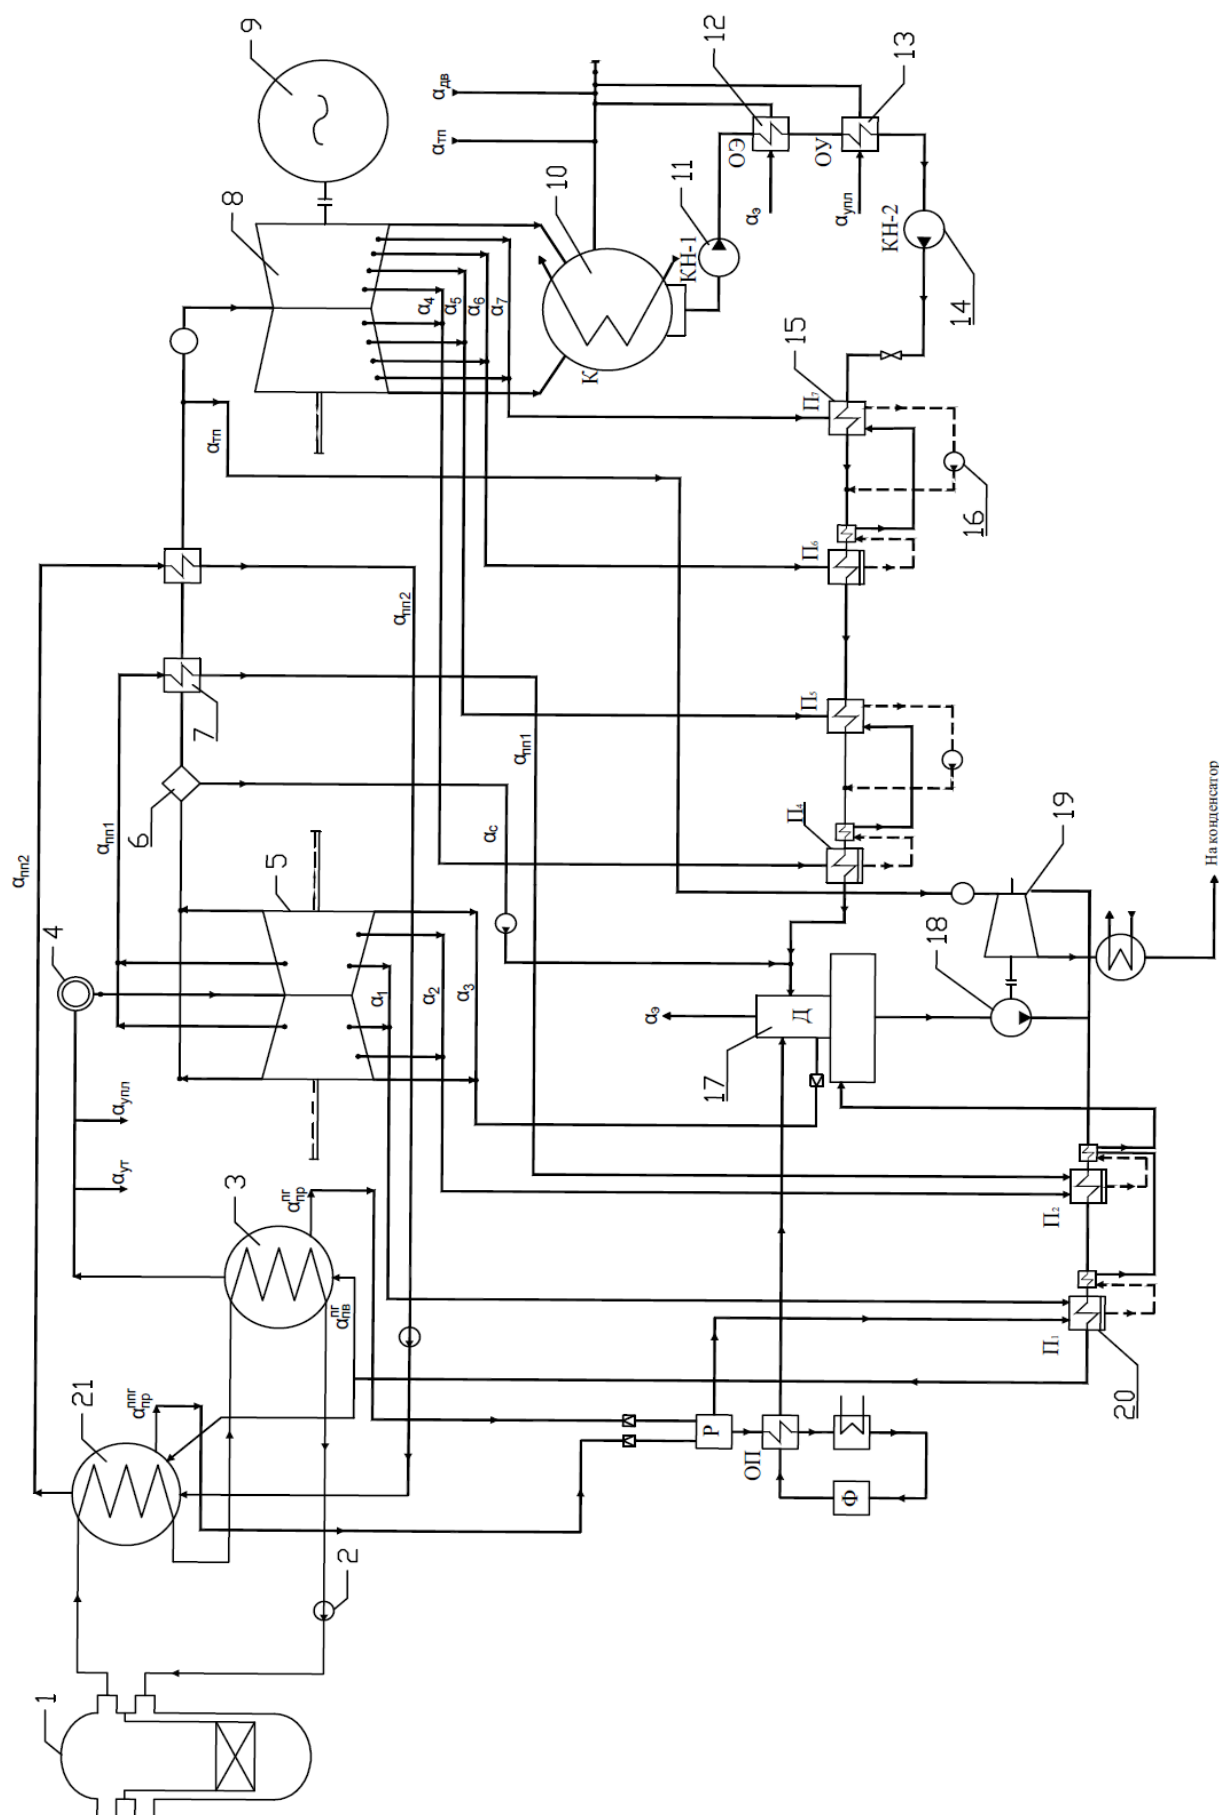 9
α_дв
12
13
α_тп
8
ОЭ
ОУ
10
11
α_э
α_упл
КН-1
КН-2
14
α_4
α_5
α_6
α_7
15
К
П_7
α_тп
16
П_6
α_пп2
7
α_пп1
П_5
6
α_с
П_4
19
На конденсатор
α_пп1
α_пп2
5
4
18
α_1
α_2
α_3
α_э
Д
17
α_упл
α_ут
3
α_пр^пг
П_2
α_пв^пг
П_1
20
21
α_пр^ппг
Р
ОП
Ф
2
1